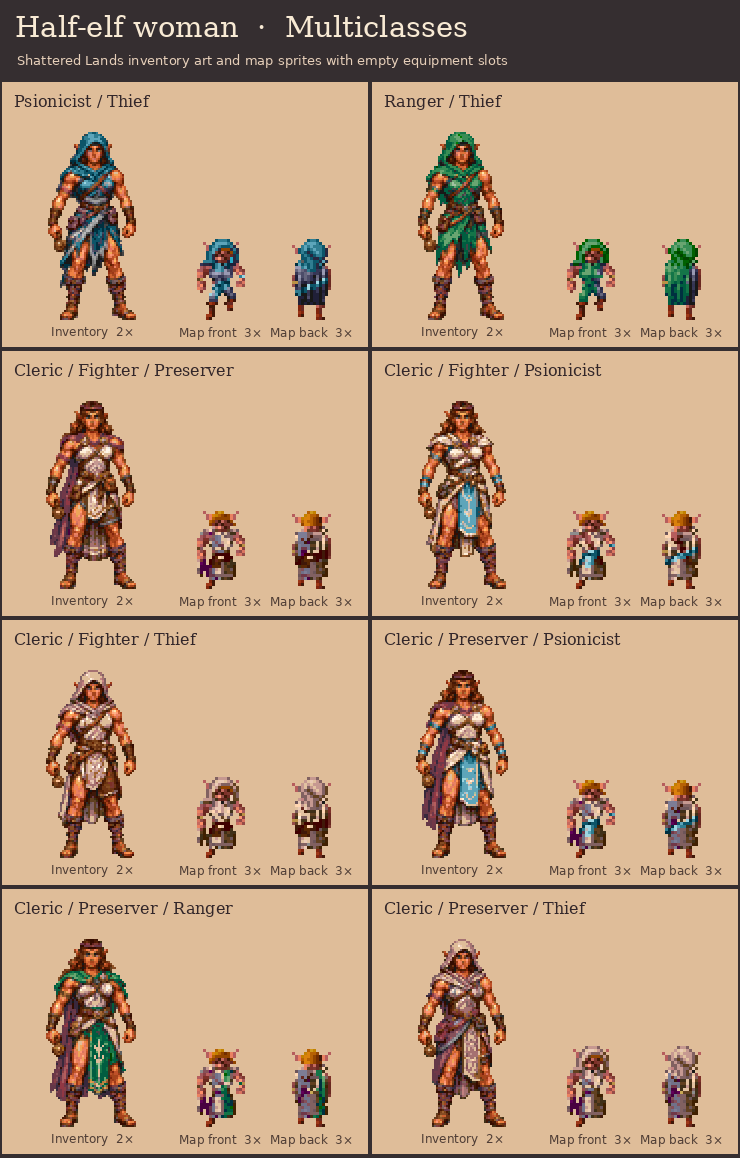 Half-elf woman · Multiclasses
Shattered Lands inventory art and map sprites with empty equipment slots
Psionicist / Thief
Inventory 2×
Map front 3×
Map back 3×
Ranger / Thief
Inventory 2×
Map front 3×
Map back 3×
Cleric / Fighter / Preserver
Inventory 2×
Map front 3×
Map back 3×
Cleric / Fighter / Psionicist
Inventory 2×
Map front 3×
Map back 3×
Cleric / Fighter / Thief
Inventory 2×
Map front 3×
Map back 3×
Cleric / Preserver / Psionicist
Inventory 2×
Map front 3×
Map back 3×
Cleric / Preserver / Ranger
Inventory 2×
Map front 3×
Map back 3×
Cleric / Preserver / Thief
Inventory 2×
Map front 3×
Map back 3×